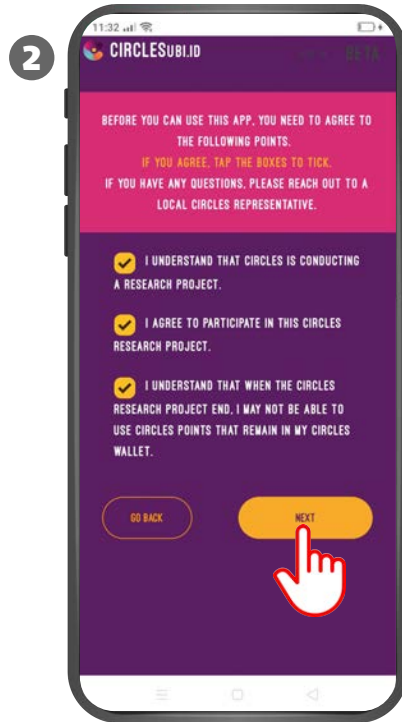 2
11:32
CIRCLESUBI.ID
BETA
BEFORE YOU CAN USE THIS APP, YOU NEED TO AGREE TO
THE FOLLOWING POINTS.
IF YOU AGREE, TAP THE BOXES TO TICK.
IF YOU HAVE ANY QUESTIONS, PLEASE REACH OUT TO A
LOCAL CIRCLES REPRESENTATIVE.
I UNDERSTAND THAT CIRCLES IS CONDUCTING
A RESEARCH PROJECT.
I AGREE TO PARTICIPATE IN THIS CIRCLES
RESEARCH PROJECT.
I UNDERSTAND THAT WHEN THE CIRCLES
RESEARCH PROJECT END, I MAY NOT BE ABLE TO
USE CIRCLES POINTS THAT REMAIN IN MY CIRCLES
WALLET.
GO BACK
NEXT